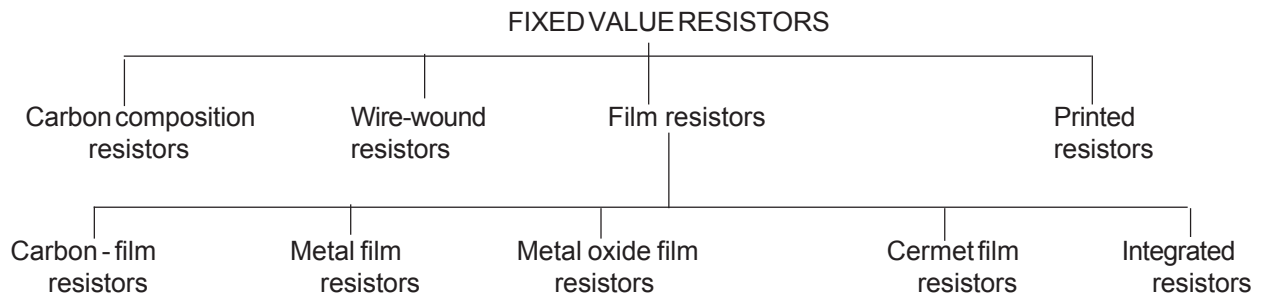 FIXED VALUE RESISTORS
Carbon composition resistors
Wire-wound resistors
Film resistors
Printed resistors
Carbon - film resistors
Metal film resistors
Metal oxide film resistors
Cermet film resistors
Integrated resistors